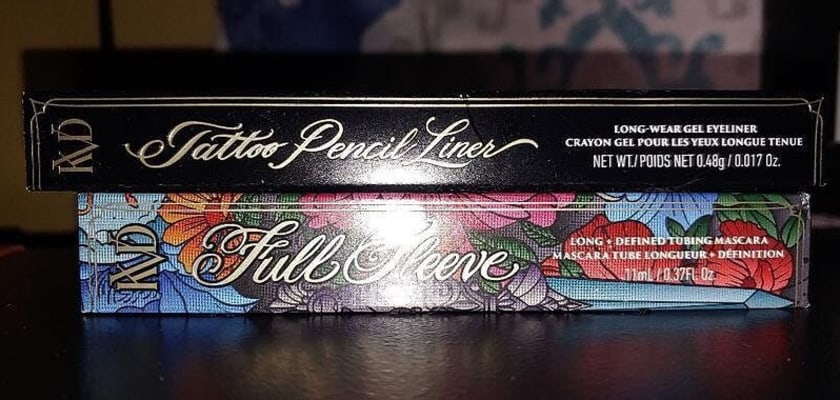 KVD
Tattoo Pencil Liner
LONG-WEAR GEL EYELINER
CRAYON GEL POUR LES YEUX LONGUE TENUE
NET WT./POIDS NET 0.48g / 0.017 Oz.
KVD
Full Sleeve
LONG + DEFINED TUBING MASCARA
MASCARA TUBE LONGUEUR + DÉFINITION
11mL / 0.37FL Oz.